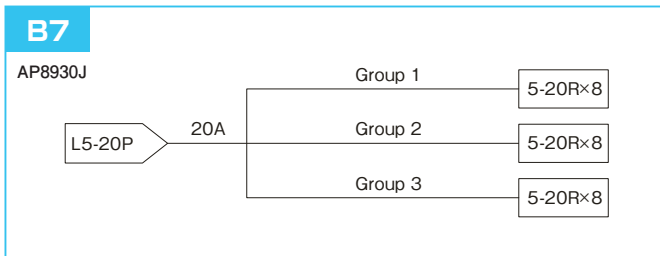 B7
AP8930J
L5-20P
20A
Group 1
5-20R×8
Group 2
5-20R×8
Group 3
5-20R×8